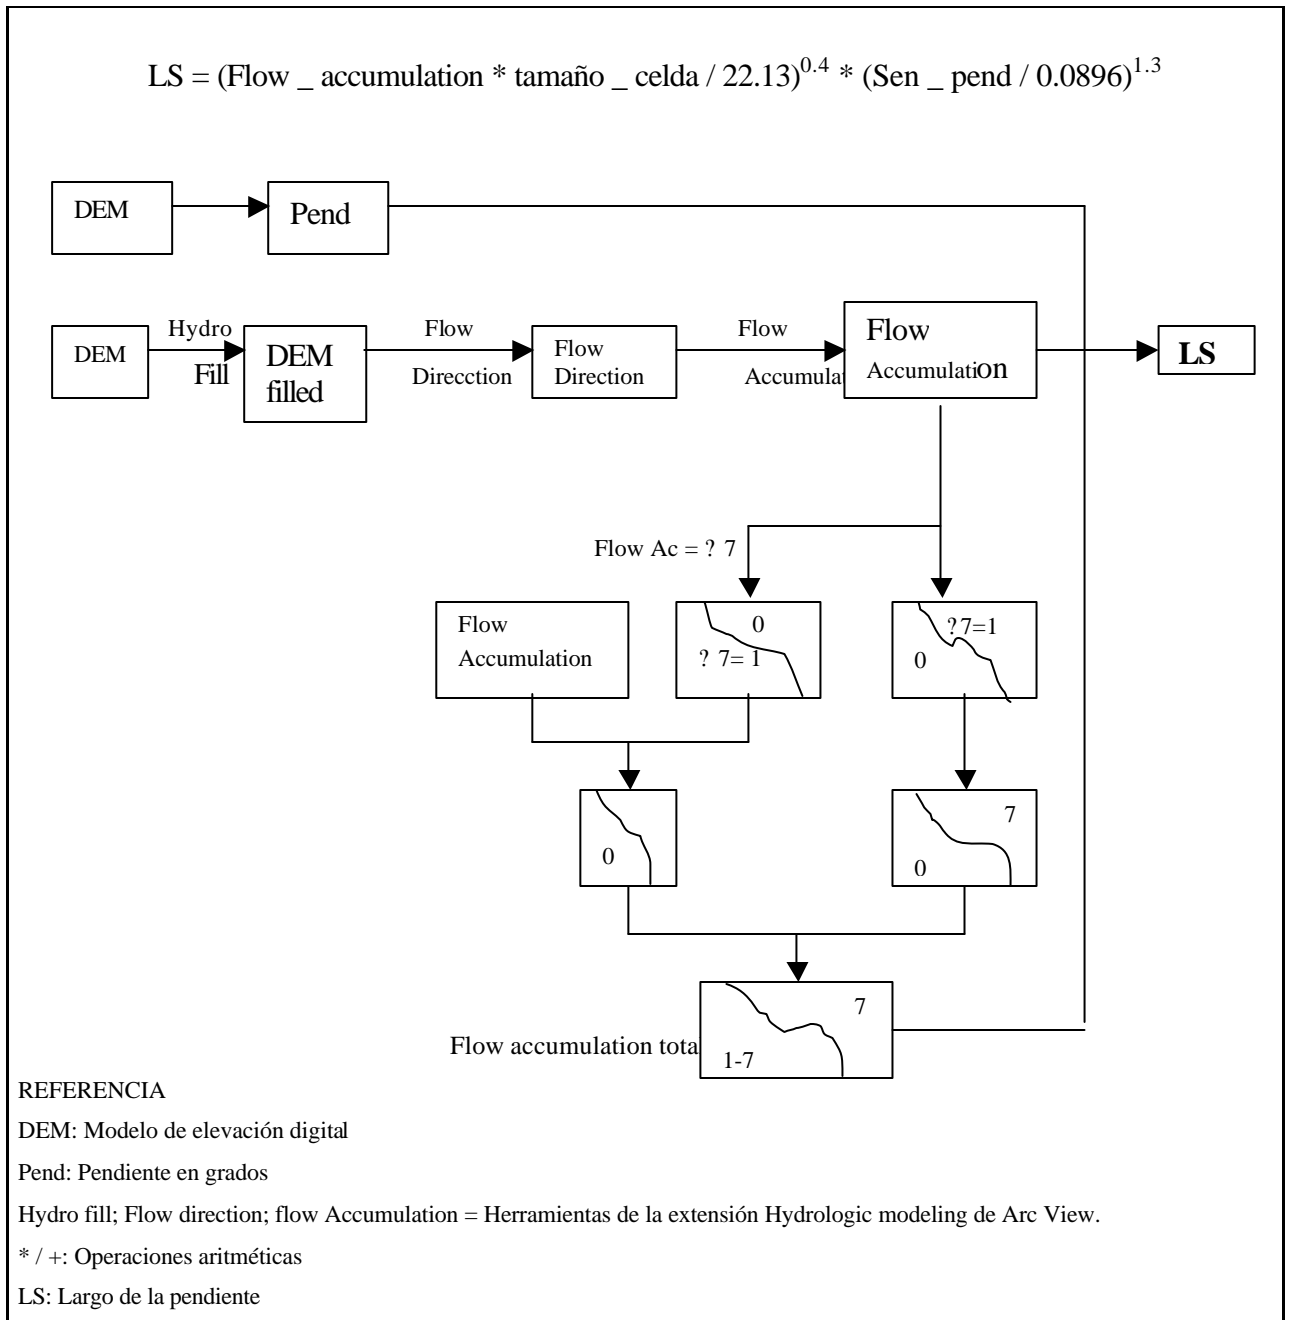 LS = (Flow _ accumulation * tamaño _ celda / 22.13)^0.4 * (Sen _ pend / 0.0896)^1.3
DEM
Pend
DEM
Hydro
Fill
DEM
filled
Flow
Direcction
Flow
Direction
Flow
Accumulat
Flow
Accumulation
LS
Flow Ac = ? 7
Flow
Accumulation
0
? 7= 1
?7=1
0
0
7
0
Flow accumulation tota
7
1-7
REFERENCIA
DEM: Modelo de elevación digital
Pend: Pendiente en grados
Hydro fill; Flow direction; flow Accumulation = Herramientas de la extensión Hydrologic modeling de Arc View.
* / +: Operaciones aritméticas
LS: Largo de la pendiente